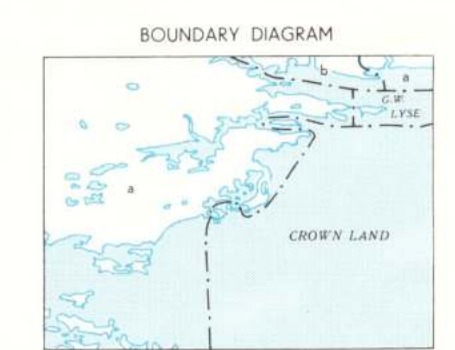 BOUNDARY DIAGRAM
b
a
G.W.
LYSE
a
CROWN LAND